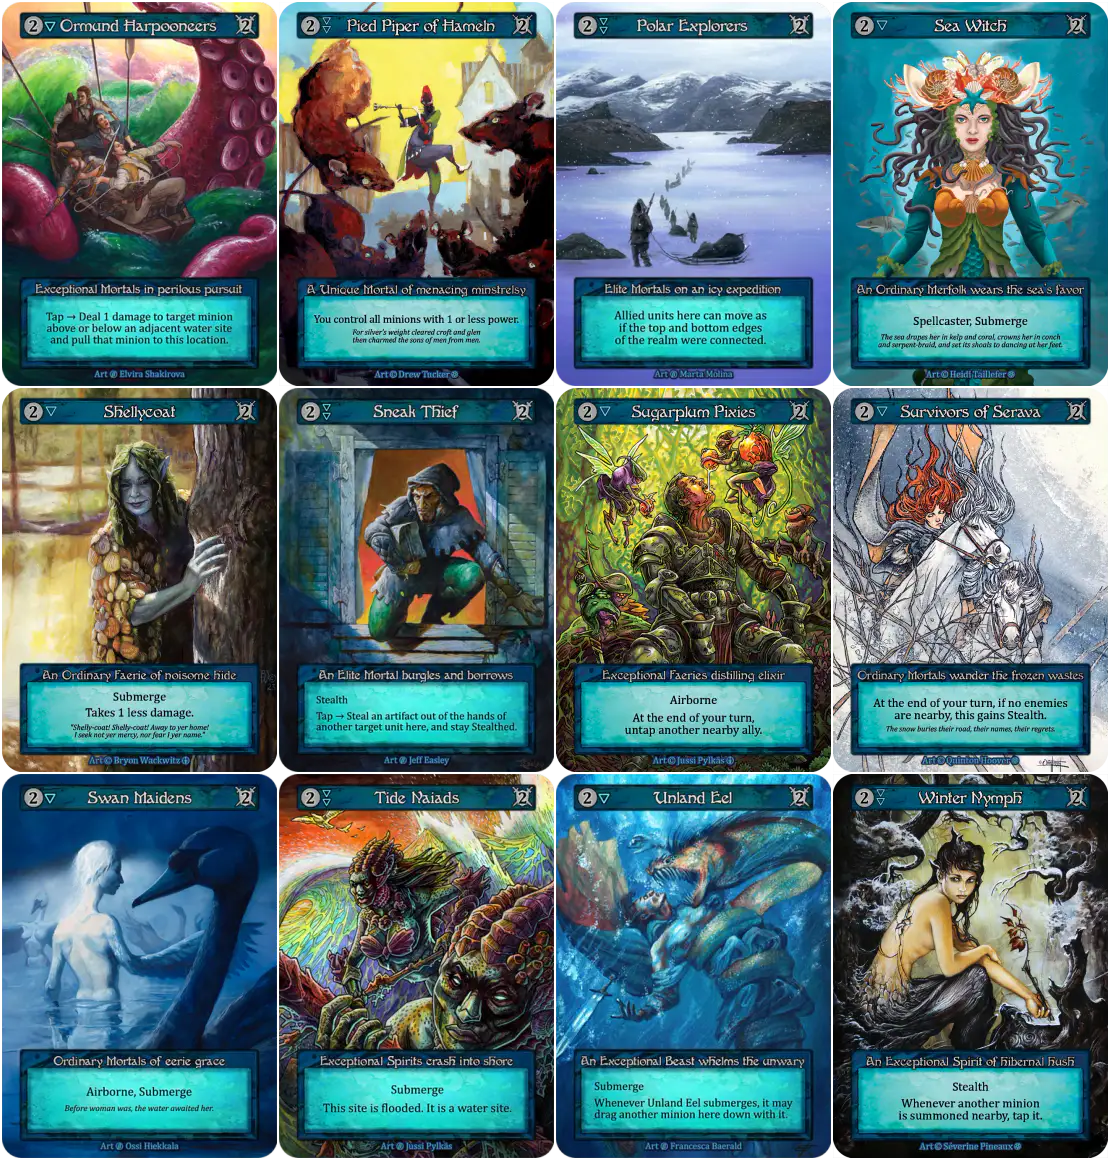 2 Ormund Harpooneers 2
Exceptional Mortals in perilous pursuit
Tap → Deal 1 damage to target minion
above or below an adjacent water site
and pull that minion to this location.
Art @ Elvira Shakirova
2 Pied Piper of Hameln 2
A Unique Mortal of menacing minstrelsy
You control all minions with 1 or less power.
For silver's weight cleared croft and glen
then charmed the sons of men from men.
Art © Drew Tucker
2 Polar Explorers 2
Elite Mortals on an icy expedition
Allied units here can move as
if the top and bottom edges
of the realm were connected.
Art @ Marta Molina
2 Sea Witch 2
An Ordinary Merfolk wears the sea's favor
Spellcaster, Submerge
The sea drapes her in kelp and coral, crowns her in conch
and serpent-braid, and set its shoals to dancing at her feet.
Art © Heidi Taillefer
2 Shellycoat 2
An Ordinary Faerie of noisome hide
Submerge
Takes 1 less damage.
"Shelly-coat! Shelly-coat! Away to yer home!
I seek not yer mercy, nor fear I yer name."
Art © Bryon Wackwitz
2 Sneak Thief 2
An Elite Mortal burgles and borrows
Stealth
Tap → Steal an artifact out of the hands of
another target unit here, and stay Stealthed.
Art @ Jeff Easley
2 Sugarplum Pixies 2
Exceptional Faeries distilling elixir
Airborne
At the end of your turn,
untap another nearby ally.
Art © Jussi Pylkäs
2 Survivors of Serava 2
Ordinary Mortals wander the frozen wastes
At the end of your turn, if no enemies
are nearby, this gains Stealth.
The snow buries their road, their names, their regrets.
Art © Quinton Hoover
2 Swan Maidens 2
Ordinary Mortals of eerie grace
Airborne, Submerge
Before woman was, the water awaited her.
Art @ Ossi Hiekkala
2 Tide Naiads 2
Exceptional Spirits crash into shore
Submerge
This site is flooded. It is a water site.
Art @ Jussi Pylkäs
2 Unland Eel 2
An Exceptional Beast whelms the unwary
Submerge
Whenever Unland Eel submerges, it may
drag another minion here down with it.
Art @ Francesca Baerald
2 Winter Nymph 2
An Exceptional Spirit of hibernal hush
Stealth
Whenever another minion
is summoned nearby, tap it.
Art © Séverine Pineaux